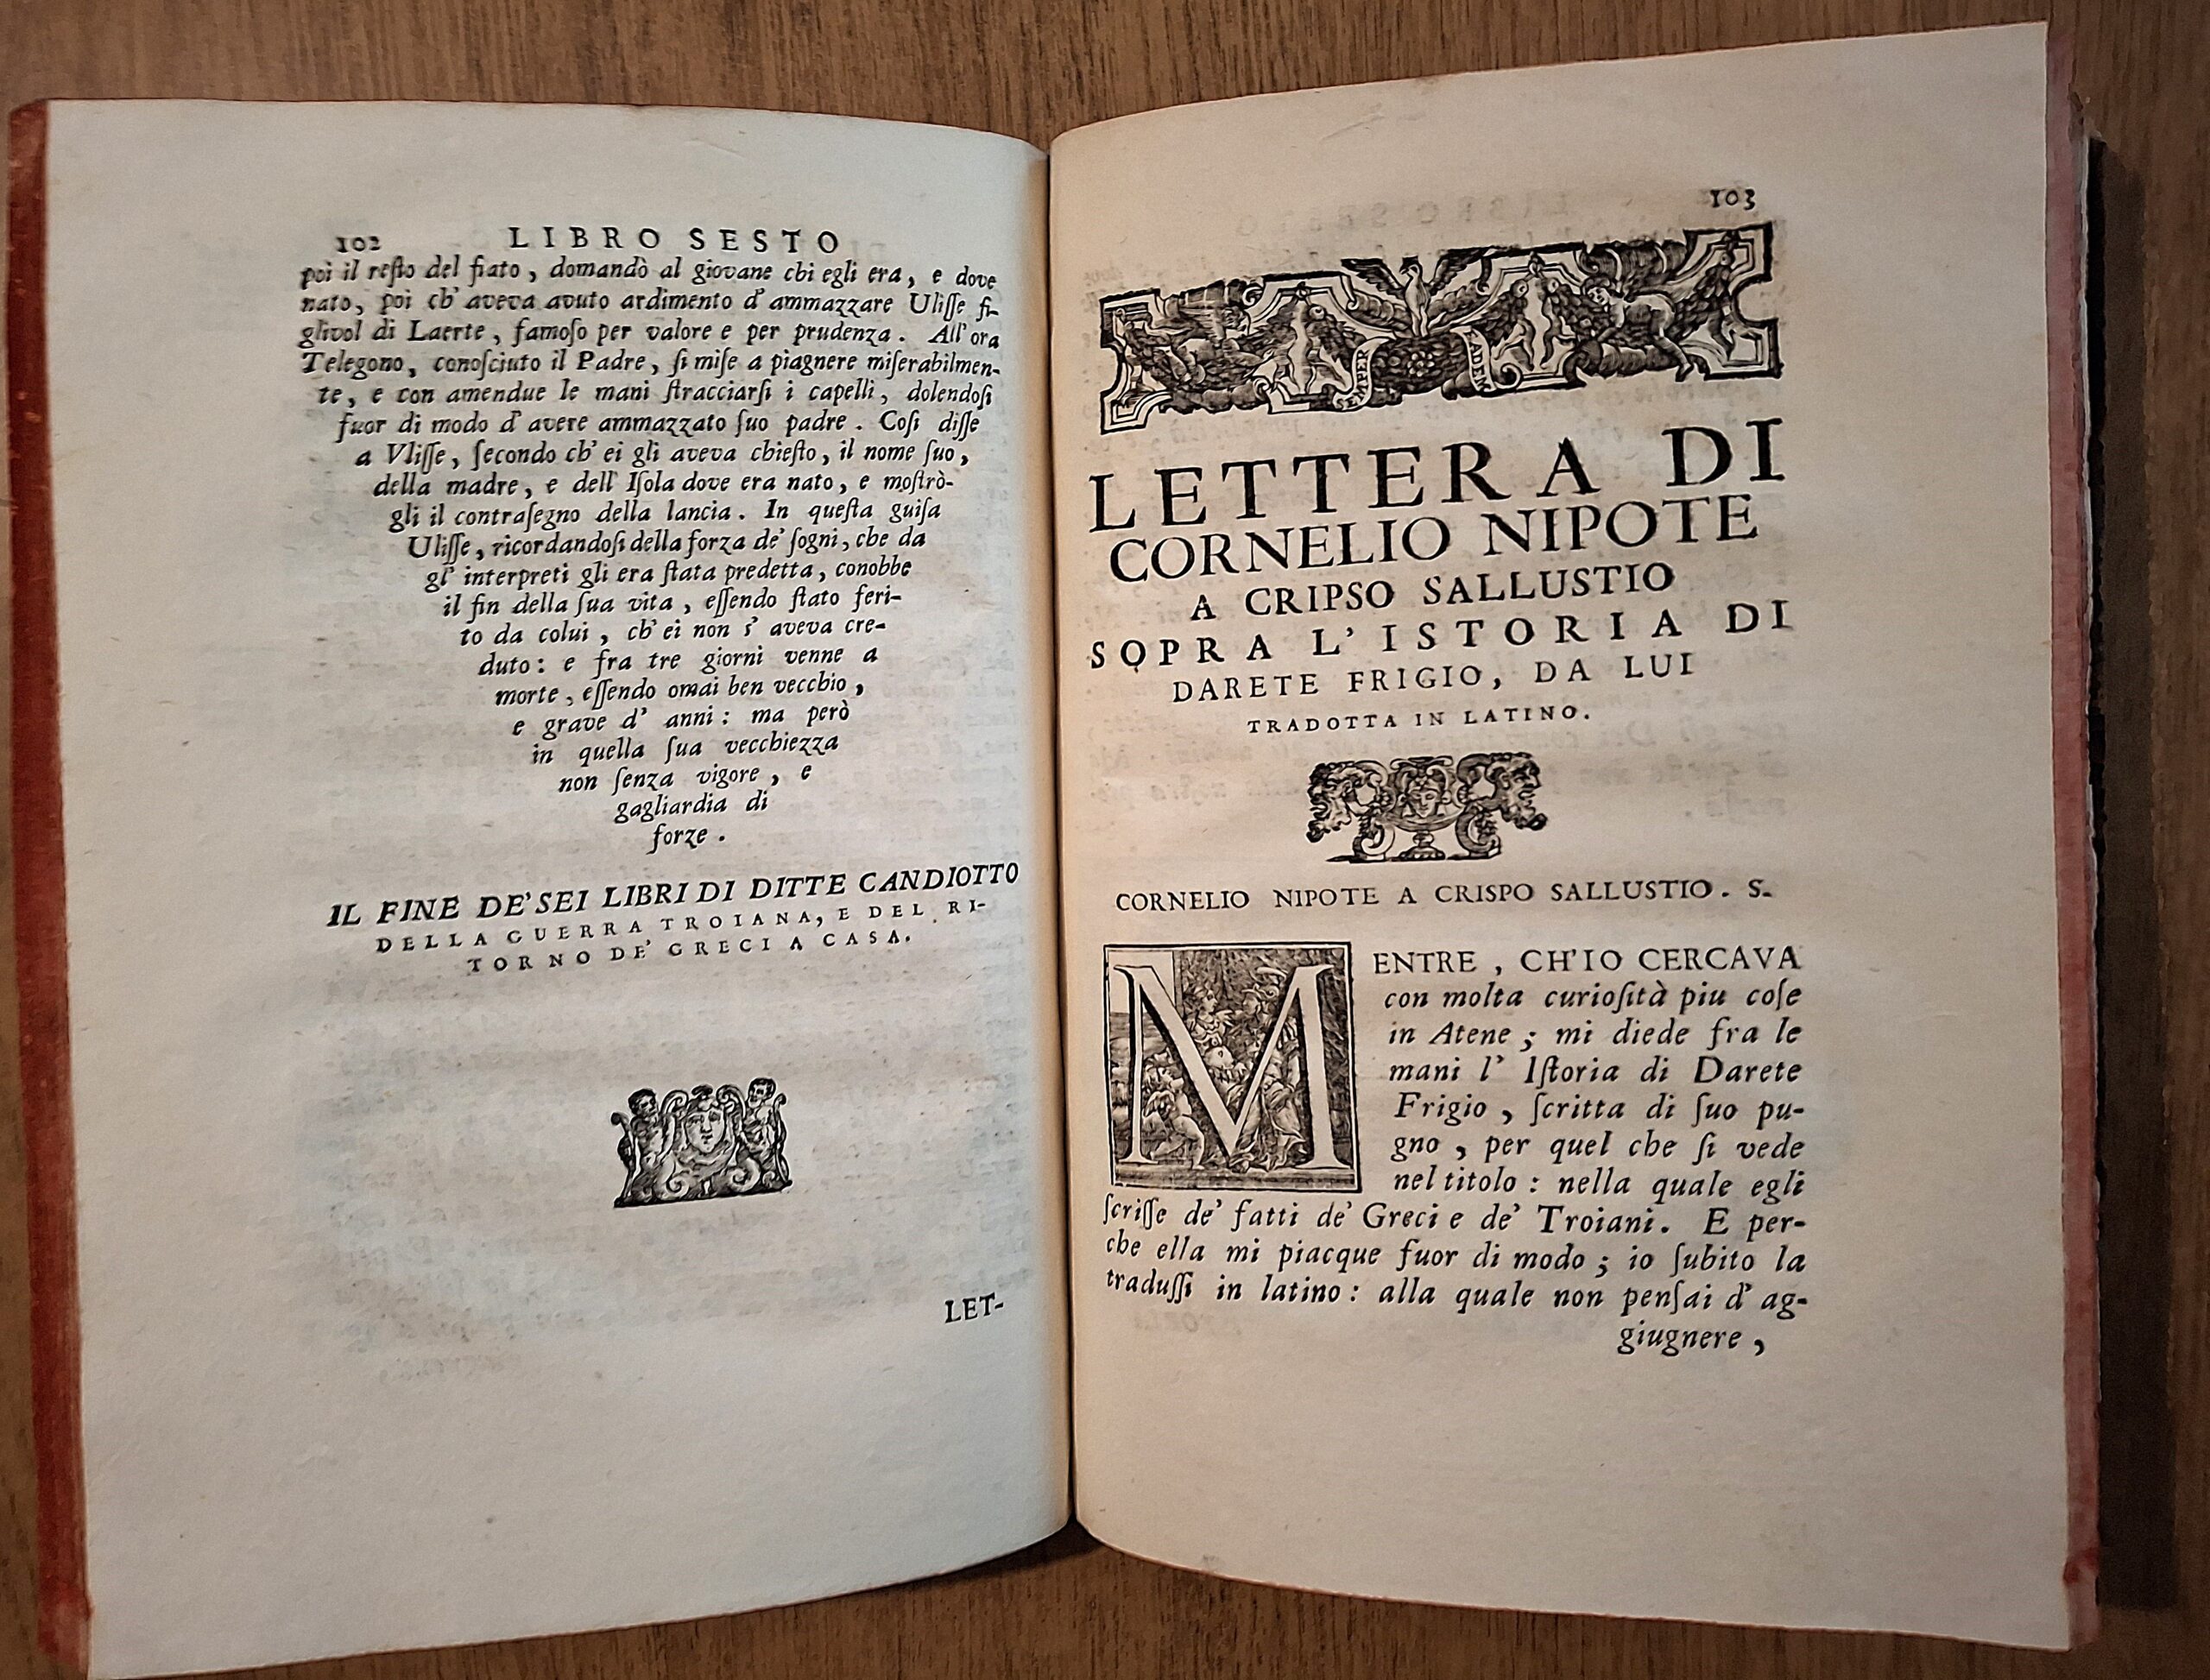 102 LIBRO SESTO
poi il reſto del fiato, domandò al giovane chi egli era, e dove
nato, poi ch' aveva avuto ardimento d' ammazzare Uliſſe fi-
glivol di Laerte, famoſo per valore e per prudenza. All' ora
Telegono, conoſciuto il Padre, ſi miſe a piagnere miſerabilmen-
te, e con amendue le mani ſtracciarſi i capelli, dolendoſi
fuor di modo d' avere ammazzato ſuo padre. Coſi diſſe
a Vliſſe, ſecondo ch' ei gli aveva chieſto, il nome ſuo,
della madre, e dell' Iſola dove era nato, e moſtrò-
gli il contraſegno della lancia. In queſta guiſa
Uliſſe, ricordandoſi della forza de' ſogni, che da
gl' interpreti gli era ſtata predetta, conobbe
il fin della ſua vita, eſſendo ſtato feri-
to da colui, ch' ei non s' aveva cre-
duto: e fra tre giorni venne a
morte, eſſendo omai ben vecchio,
e grave d' anni: ma però
in quella ſua vecchiezza
non ſenza vigore, e
gagliardia di
forze.
IL FINE DE' SEI LIBRI DI DITTE CANDIOTTO
DELLA GUERRA TROIANA, E DEL RI-
TORNO DE' GRECI A CASA.
LET-
103
SEMPER
EADEM
LETTERA DI
CORNELIO NIPOTE
A CRIPSO SALLUSTIO
SOPRA L' ISTORIA DI
DARETE FRIGIO, DA LUI
TRADOTTA IN LATINO.
CORNELIO NIPOTE A CRISPO SALLUSTIO. S.
MENTRE, CH'IO CERCAVA
con molta curioſità piu coſe
in Atene; mi diede fra le
mani l' Iſtoria di Darete
Frigio, ſcritta di ſuo pu-
gno, per quel che ſi vede
nel titolo: nella quale egli
ſcriſſe de' fatti de' Greci e de' Troiani. E per-
che ella mi piacque fuor di modo; io ſubito la
traduſſi in latino: alla quale non penſai d' ag-
giugnere,